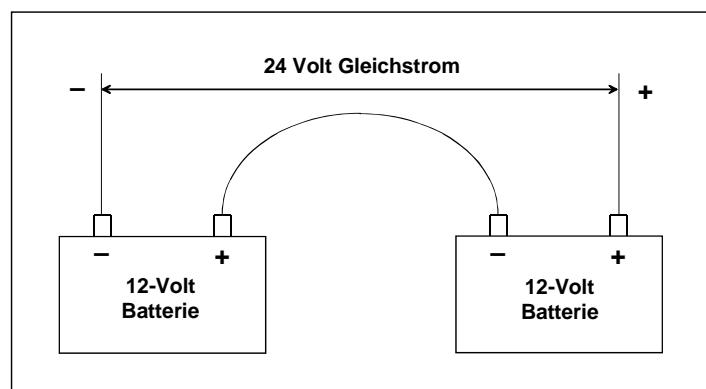 24 Volt Gleichstrom
– +
– + – +
12-Volt
Batterie
12-Volt
Batterie